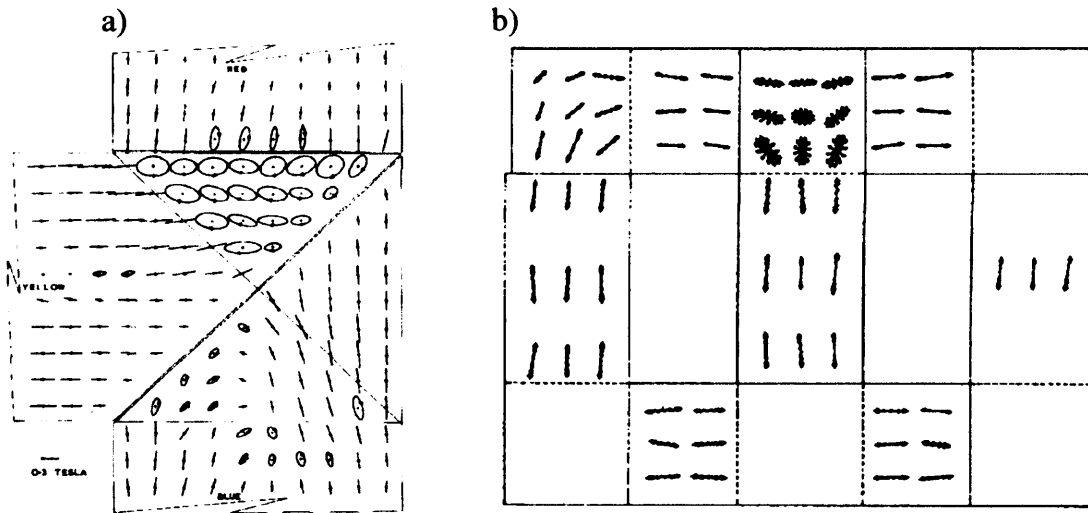 a)
b)
RED
YELLOW
0·3 TESLA
BLUE